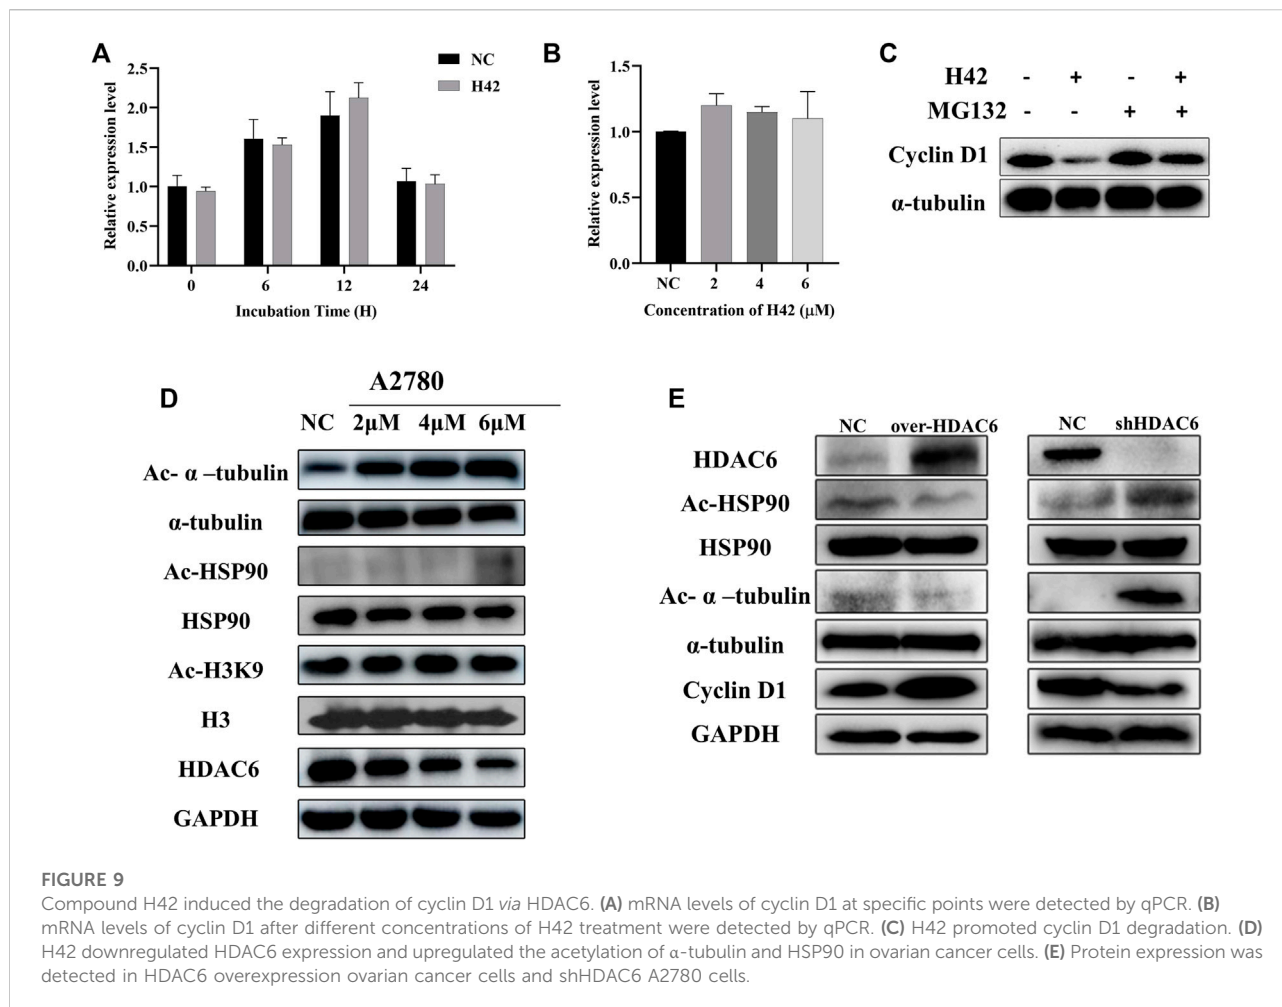 A
NC
H42
Relative expression level
2.5
2.0
1.5
1.0
0.5
0.0
0 6 12 24
Incubation Time (H)
B
Relative expression level
1.5
1.0
0.5
0.0
NC 2 4 6
Concentration of H42 (μM)
C
H42 - + - +
MG132 - - + +
Cyclin D1
α-tubulin
D
A2780
NC 2μM 4μM 6μM
Ac- α –tubulin
α-tubulin
Ac-HSP90
HSP90
Ac-H3K9
H3
HDAC6
GAPDH
E
NC over-HDAC6 NC shHDAC6
HDAC6
Ac-HSP90
HSP90
Ac- α –tubulin
α-tubulin
Cyclin D1
GAPDH
FIGURE 9
Compound H42 induced the degradation of cyclin D1 via HDAC6. (A) mRNA levels of cyclin D1 at specific points were detected by qPCR. (B)
mRNA levels of cyclin D1 after different concentrations of H42 treatment were detected by qPCR. (C) H42 promoted cyclin D1 degradation. (D)
H42 downregulated HDAC6 expression and upregulated the acetylation of α-tubulin and HSP90 in ovarian cancer cells. (E) Protein expression was
detected in HDAC6 overexpression ovarian cancer cells and shHDAC6 A2780 cells.